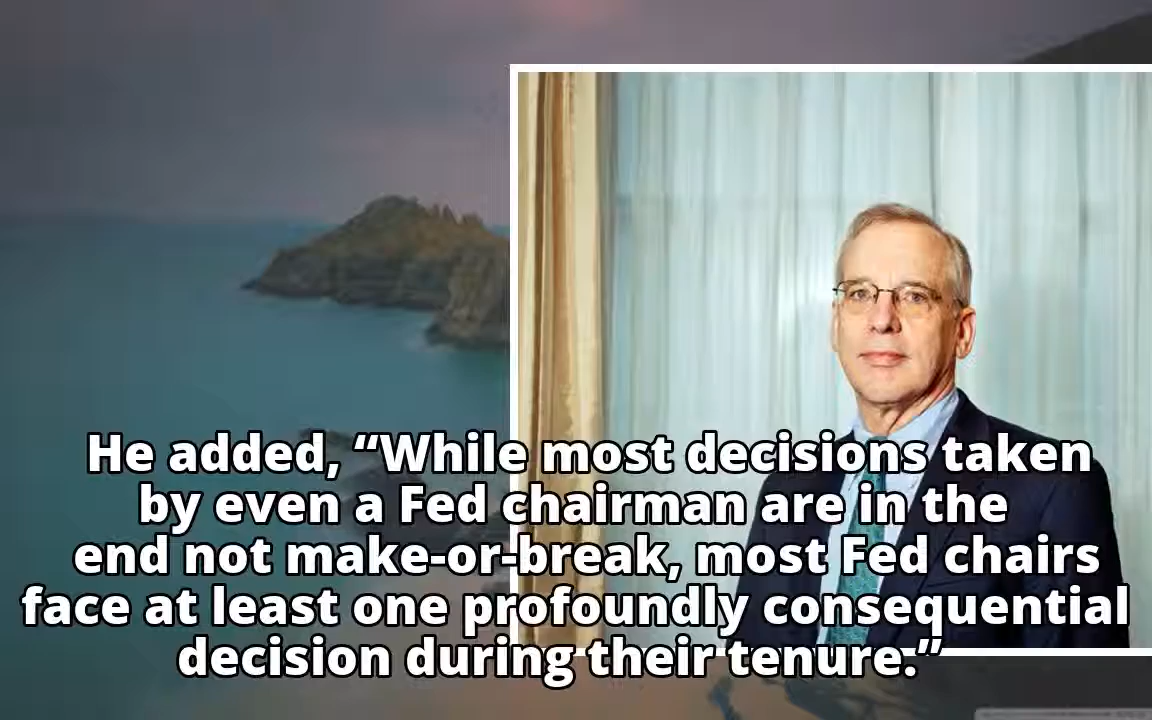 He added, “While most decisions taken
by even a Fed chairman are in the
end not make-or-break, most Fed chairs
face at least one profoundly consequential
decision during their tenure.”